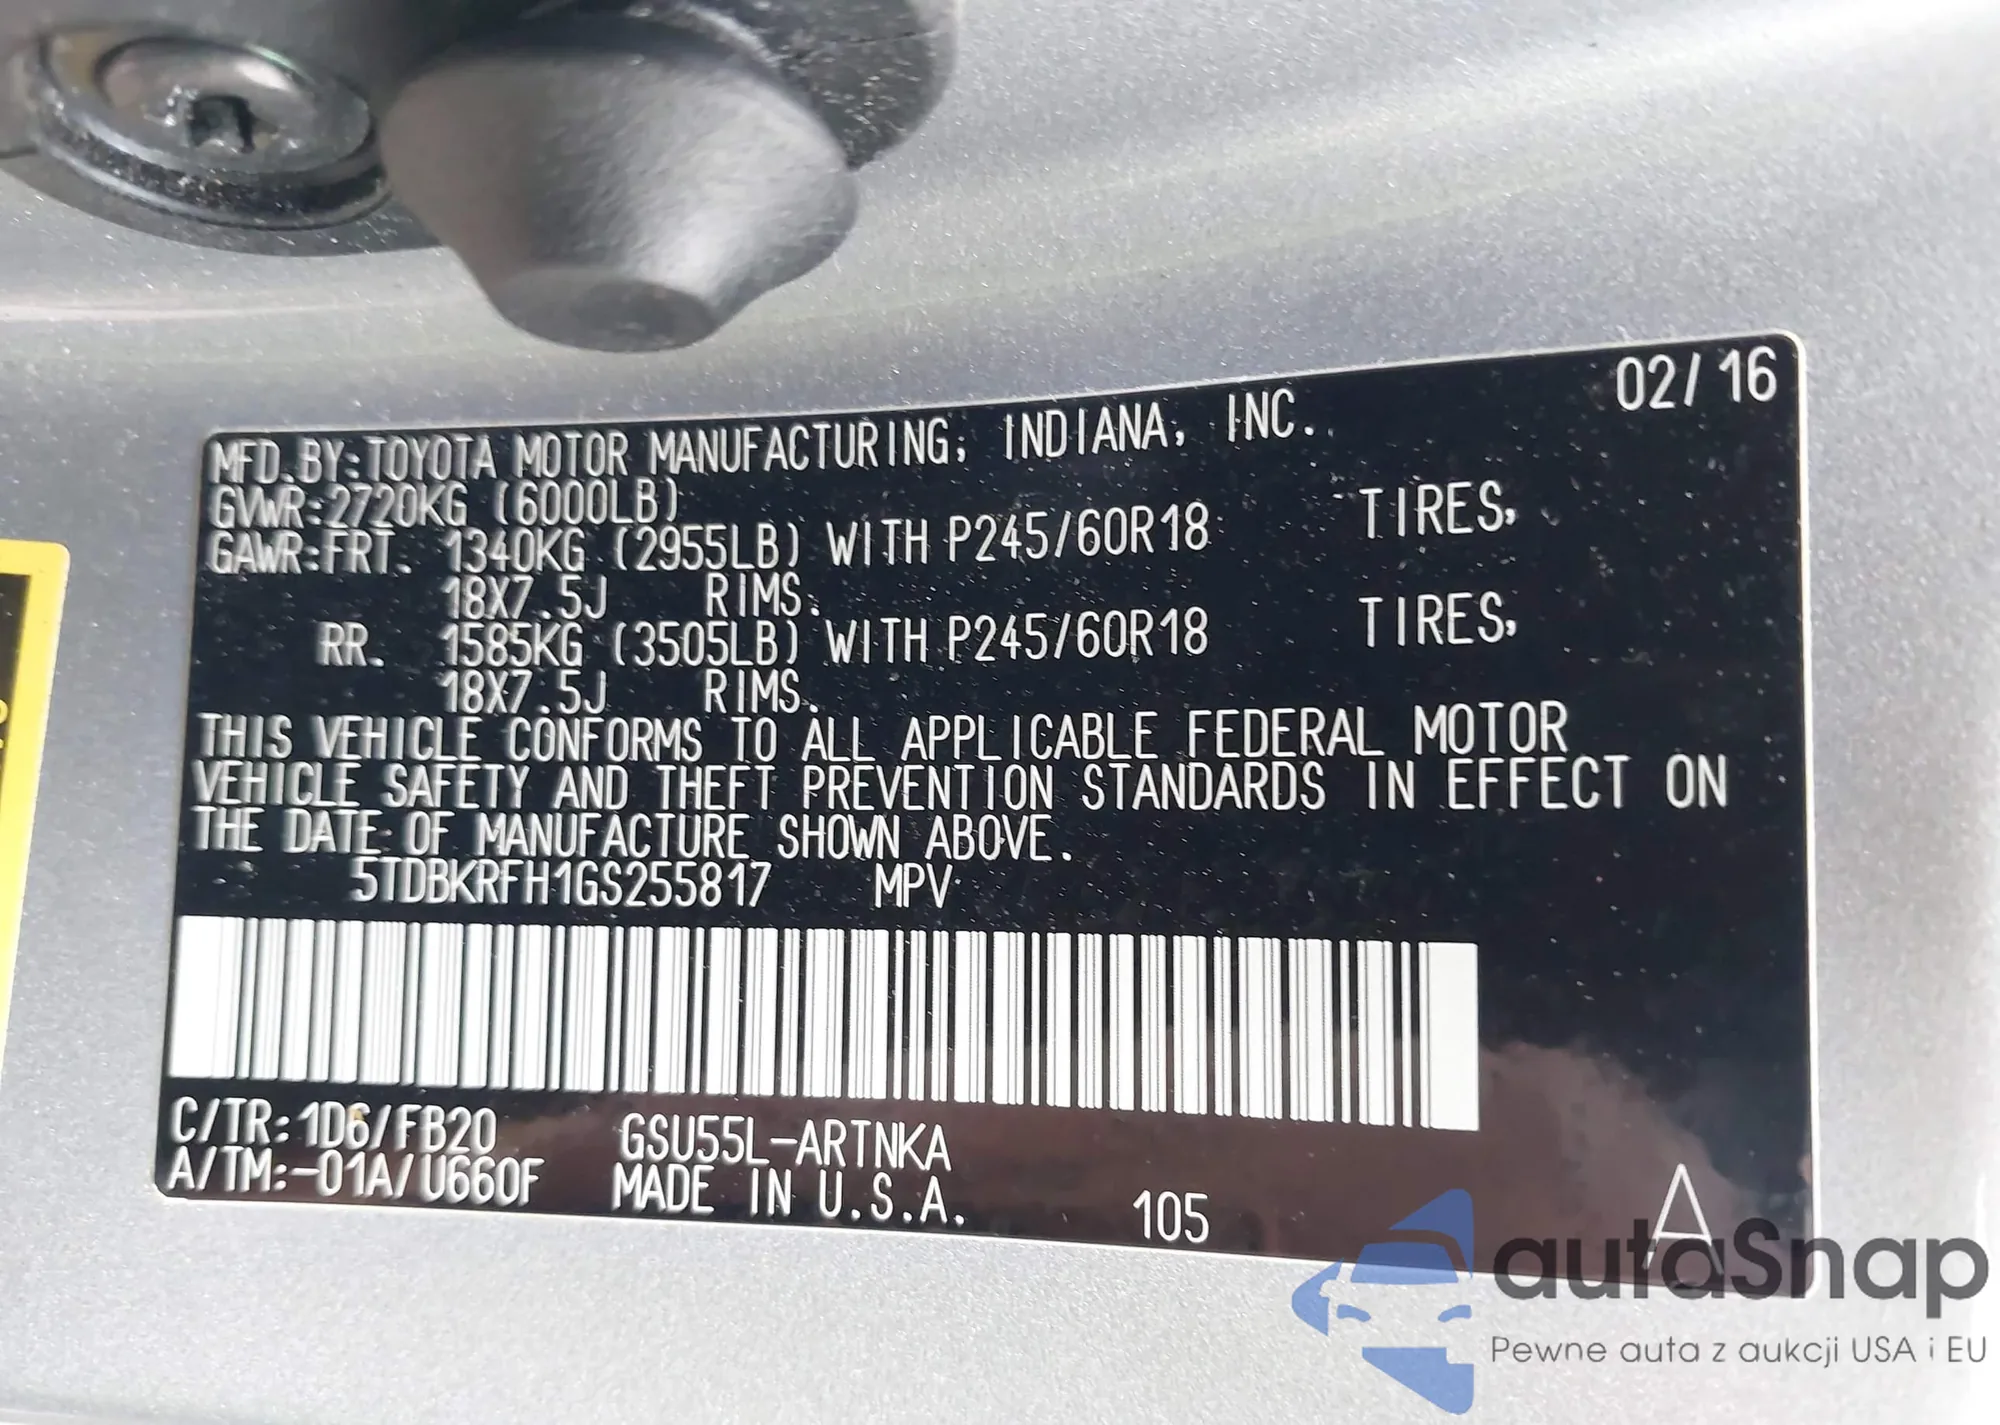 02/16
MFD.BY:TOYOTA MOTOR MANUFACTURING, INDIANA, INC.
GVWR:2720KG (6000LB)
GAWR:FRT. 1340KG (2955LB) WITH P245/60R18 TIRES,
18X7.5J RIMS.
RR. 1585KG (3505LB) WITH P245/60R18 TIRES,
18X7.5J RIMS.
THIS VEHICLE CONFORMS TO ALL APPLICABLE FEDERAL MOTOR
VEHICLE SAFETY AND THEFT PREVENTION STANDARDS IN EFFECT ON
THE DATE OF MANUFACTURE SHOWN ABOVE.
5TDBKRFH1GS255817 MPV
C/TR:1D6/FB20 GSU55L-ARTNKA
A/TM:-01A/U660F MADE IN U.S.A. 105 A
autoSnap
Pewne auta z aukcji USA i EU